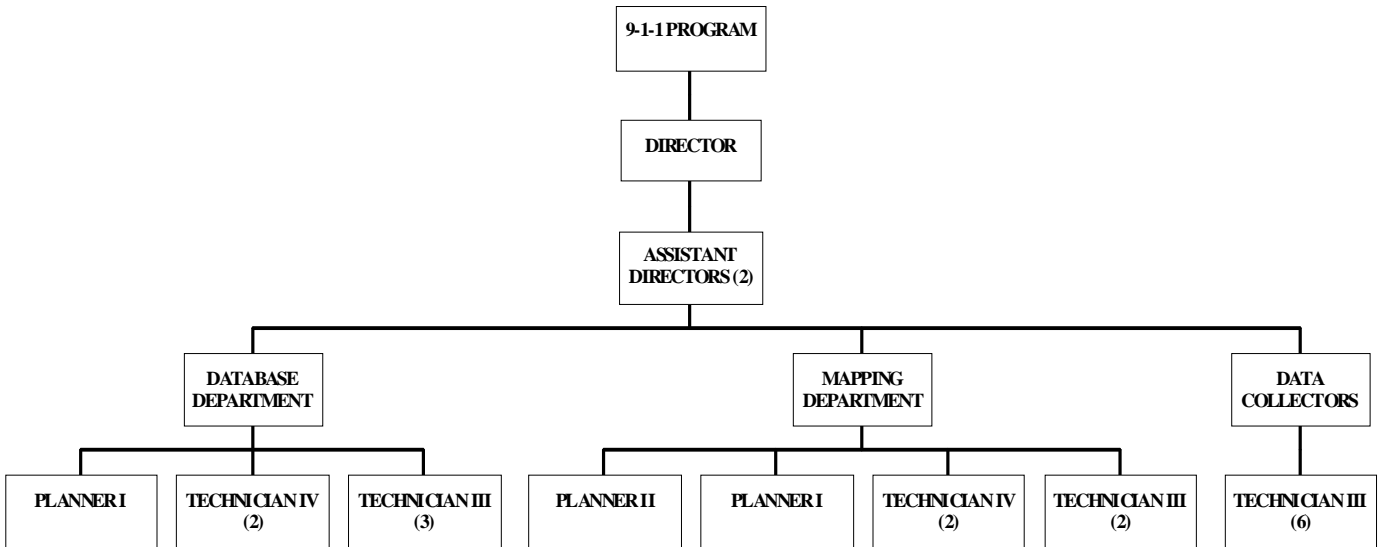 9-1-1 PROGRAM
DIRECTOR
ASSISTANT
DIRECTORS (2)
DATABASE
DEPARTMENT
MAPPING
DEPARTMENT
DATA
COLLECTORS
PLANNER I
TECHNICIAN IV
(2)
TECHNICIAN III
(3)
PLANNER II
PLANNER I
TECHNICIAN IV
(2)
TECHNICIAN III
(2)
TECHNICIAN III
(6)